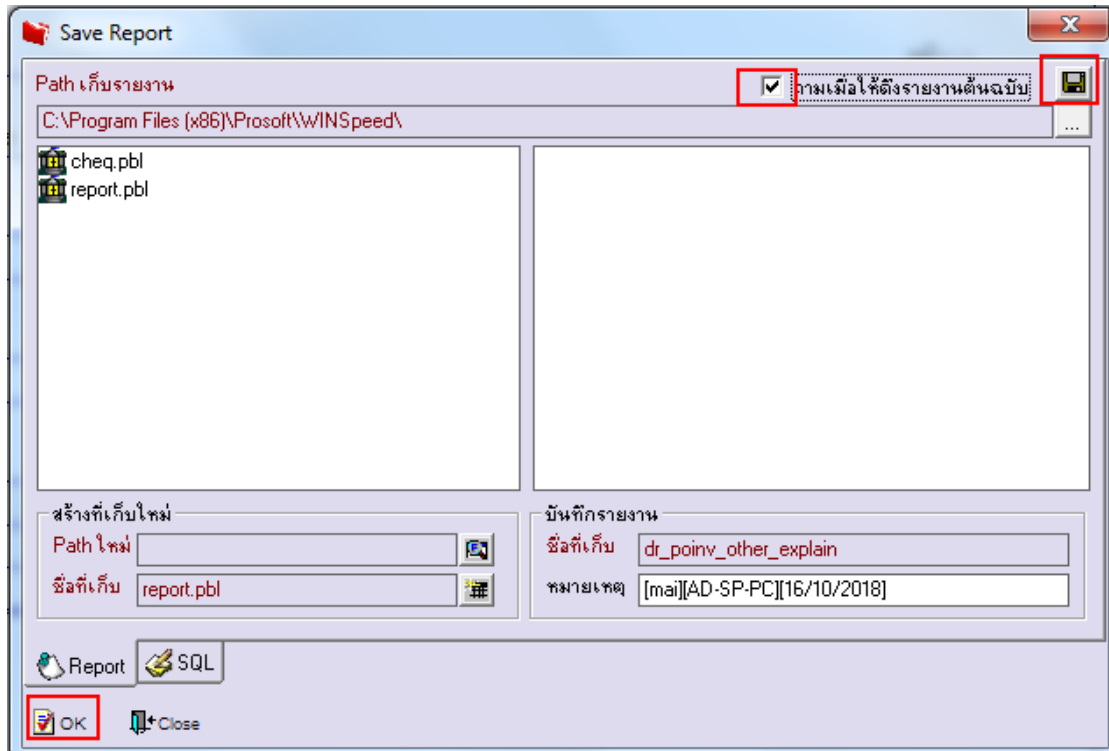 Save Report
Path เก็บรายงาน
ถามเมื่อให้ดึงรายงานต้นฉบับ
C:\Program Files (x86)\Prosoft\WINSpeed\
...
cheq.pbl
report.pbl
สร้างที่เก็บใหม่
Path ใหม่
ชื่อที่เก็บ report.pbl
บันทึกรายงาน
ชื่อที่เก็บ dr_poinv_other_explain
หมายเหตุ [mai][AD-SP-PC][16/10/2018]
Report SQL
OK Close